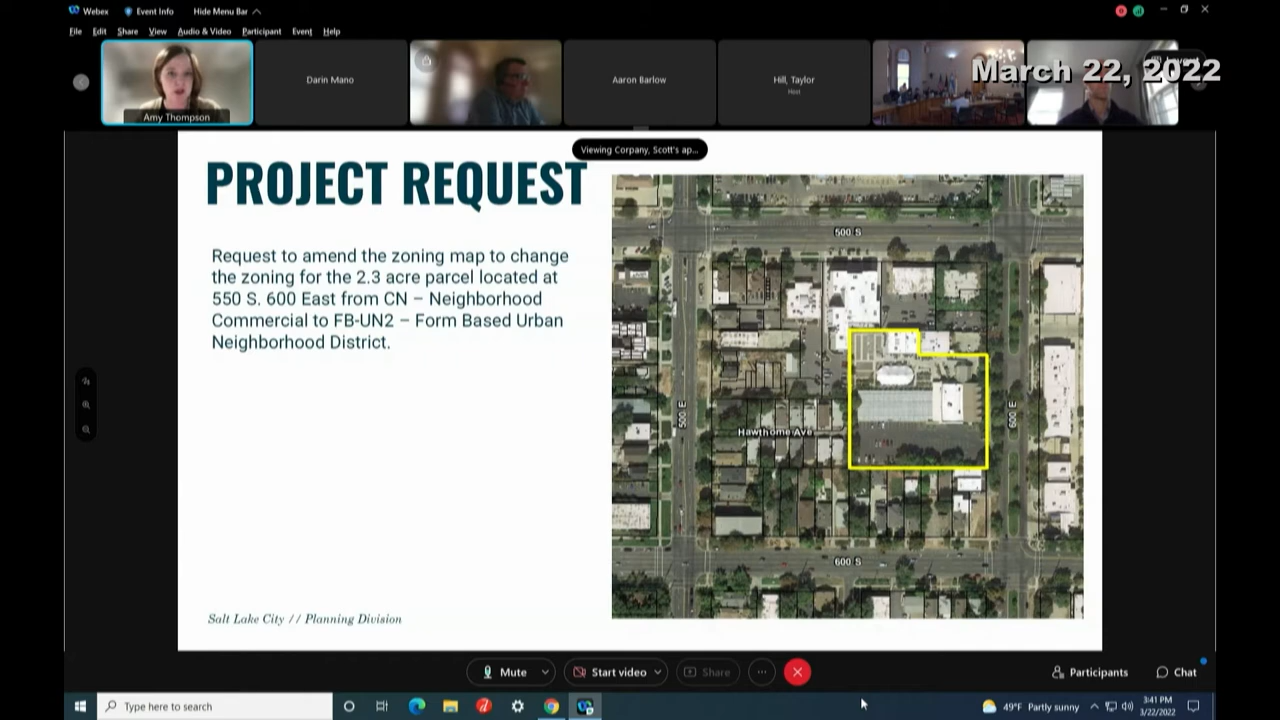 Webex
Event Info
Hide Menu Bar
File Edit Share View Audio & Video Participant Event Help
Amy Thompson
Darin Mano
Aaron Barlow
Hill, Taylor
Host
March 22, 2022
Viewing Corpany, Scott's ap...
PROJECT REQUEST
Request to amend the zoning map to change
the zoning for the 2.3 acre parcel located at
550 S. 600 East from CN – Neighborhood
Commercial to FB-UN2 – Form Based Urban
Neighborhood District.
500 S
500 E
Hawthorne Ave
600 E
600 S
Salt Lake City // Planning Division
Mute
Start video
Share
Participants
Chat
Type here to search
49°F Partly sunny
3:41 PM
3/22/2022